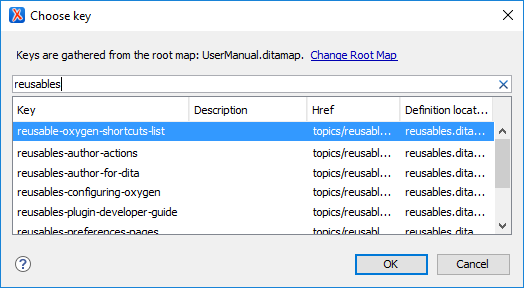 Choose key
Keys are gathered from the root map: UserManual.ditamap. Change Root Map
reusables
Key Description Href Definition locat...
reusable-oxygen-shortcuts-list topics/reusabl... reusables.dita...
reusables-author-actions topics/reusabl... reusables.dita...
reusables-author-for-dita topics/reusabl... reusables.dita...
reusables-configuring-oxygen topics/reusabl... reusables.dita...
reusables-plugin-developer-guide topics/reusabl... reusables.dita...
reusables-preferences-pages topics/reusabl... reusables.dita...
? OK Cancel